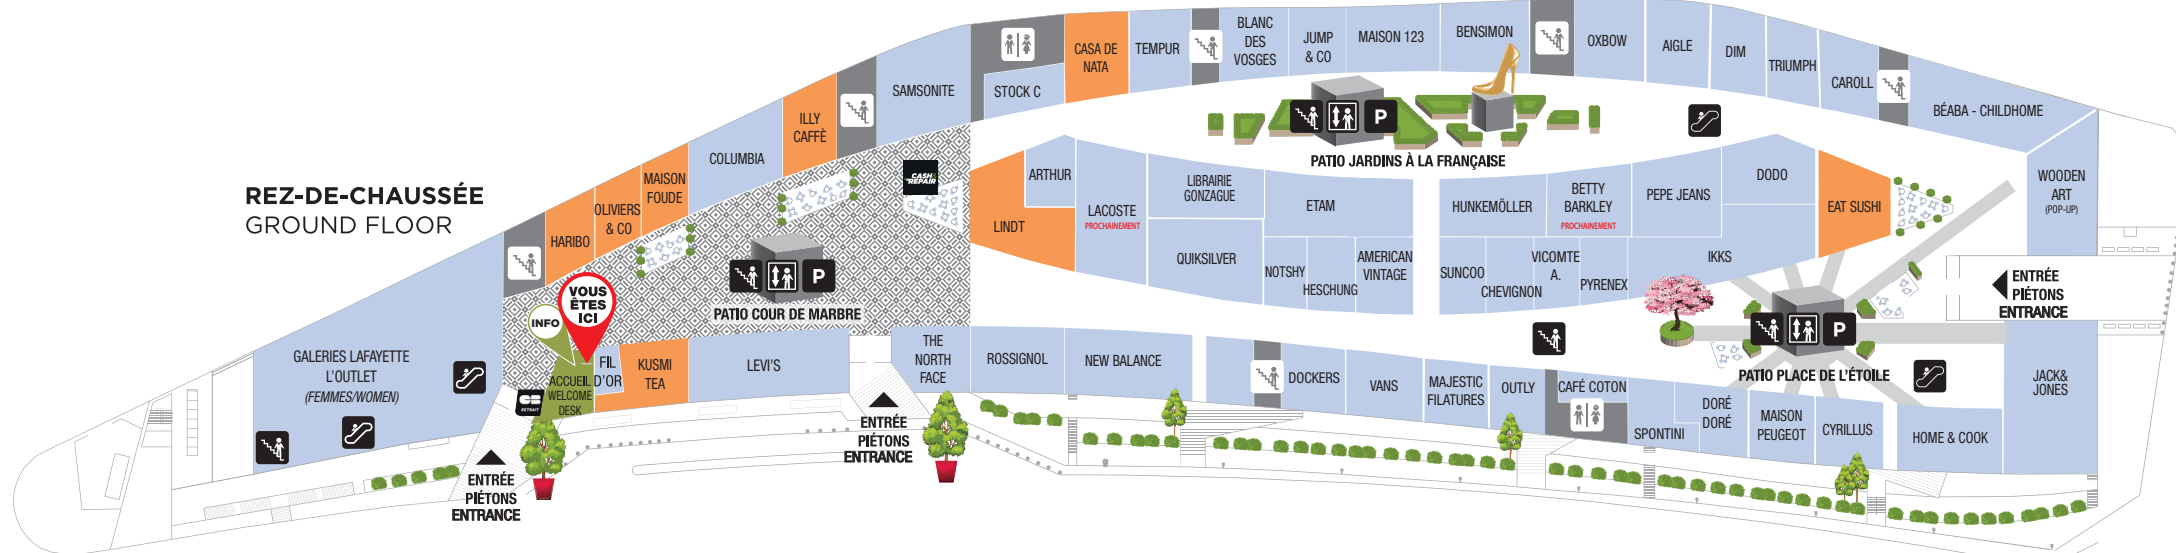 REZ-DE-CHAUSSÉE
GROUND FLOOR
GALERIES LAFAYETTE
L'OUTLET
(FEMMES/WOMEN)
HARIBO
OLIVIERS
& CO
MAISON
FOUDE
COLUMBIA
ILLY
CAFFÈ
SAMSONITE
STOCK C
CASA DE
NATA
TEMPUR
BLANC
DES
VOSGES
JUMP
& CO
MAISON 123
BENSIMON
OXBOW
AIGLE
DIM
TRIUMPH
CAROLL
BÉABA - CHILDHOME
WOODEN
ART
(POP-UP)
CASH&
REPAIR
P
PATIO JARDINS À LA FRANÇAISE
LINDT
ARTHUR
LACOSTE
PROCHAINEMENT
LIBRAIRIE
GONZAGUE
QUIKSILVER
ETAM
NOTSHY
HESCHUNG
AMERICAN
VINTAGE
HUNKEMÖLLER
BETTY
BARKLEY
PROCHAINEMENT
PEPE JEANS
DODO
EAT SUSHI
SUNCOO
CHEVIGNON
VICOMTE
A.
PYRENEX
IKKS
VOUS
ÊTES
ICI
INFO
P
PATIO COUR DE MARBRE
ACCUEIL
WELCOME
DESK
RETRAIT
FIL
D'OR
KUSMI
TEA
LEVI'S
THE
NORTH
FACE
ROSSIGNOL
NEW BALANCE
DOCKERS
VANS
MAJESTIC
FILATURES
OUTLY
CAFÉ COTON
SPONTINI
DORÉ
DORÉ
MAISON
PEUGEOT
CYRILLUS
HOME & COOK
JACK&
JONES
P
PATIO PLACE DE L'ÉTOILE
ENTRÉE
PIÉTONS
ENTRANCE
ENTRÉE
PIÉTONS
ENTRANCE
ENTRÉE
PIÉTONS
ENTRANCE